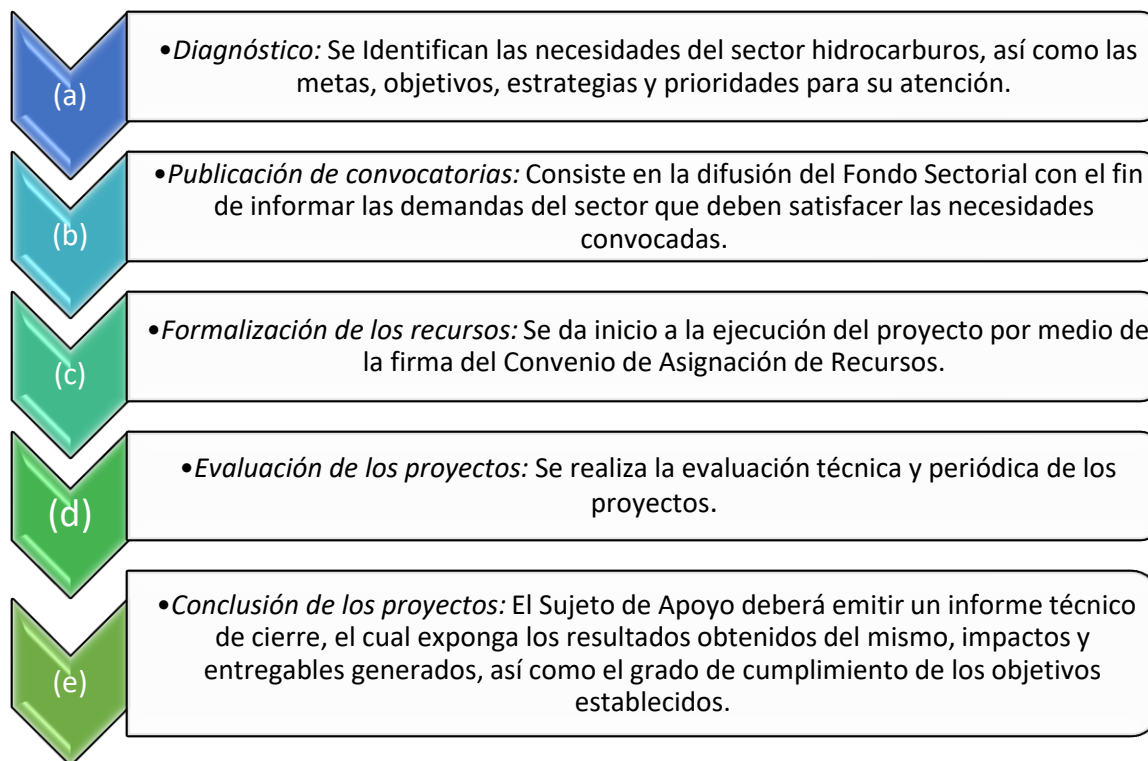 (a)
•Diagnóstico: Se Identifican las necesidades del sector hidrocarburos, así como las
metas, objetivos, estrategias y prioridades para su atención.
(b)
•Publicación de convocatorias: Consiste en la difusión del Fondo Sectorial con el fin
de informar las demandas del sector que deben satisfacer las necesidades
convocadas.
(c)
•Formalización de los recursos: Se da inicio a la ejecución del proyecto por medio de
la firma del Convenio de Asignación de Recursos.
(d)
•Evaluación de los proyectos: Se realiza la evaluación técnica y periódica de los
proyectos.
(e)
•Conclusión de los proyectos: El Sujeto de Apoyo deberá emitir un informe técnico
de cierre, el cual exponga los resultados obtenidos del mismo, impactos y
entregables generados, así como el grado de cumplimiento de los objetivos
establecidos.